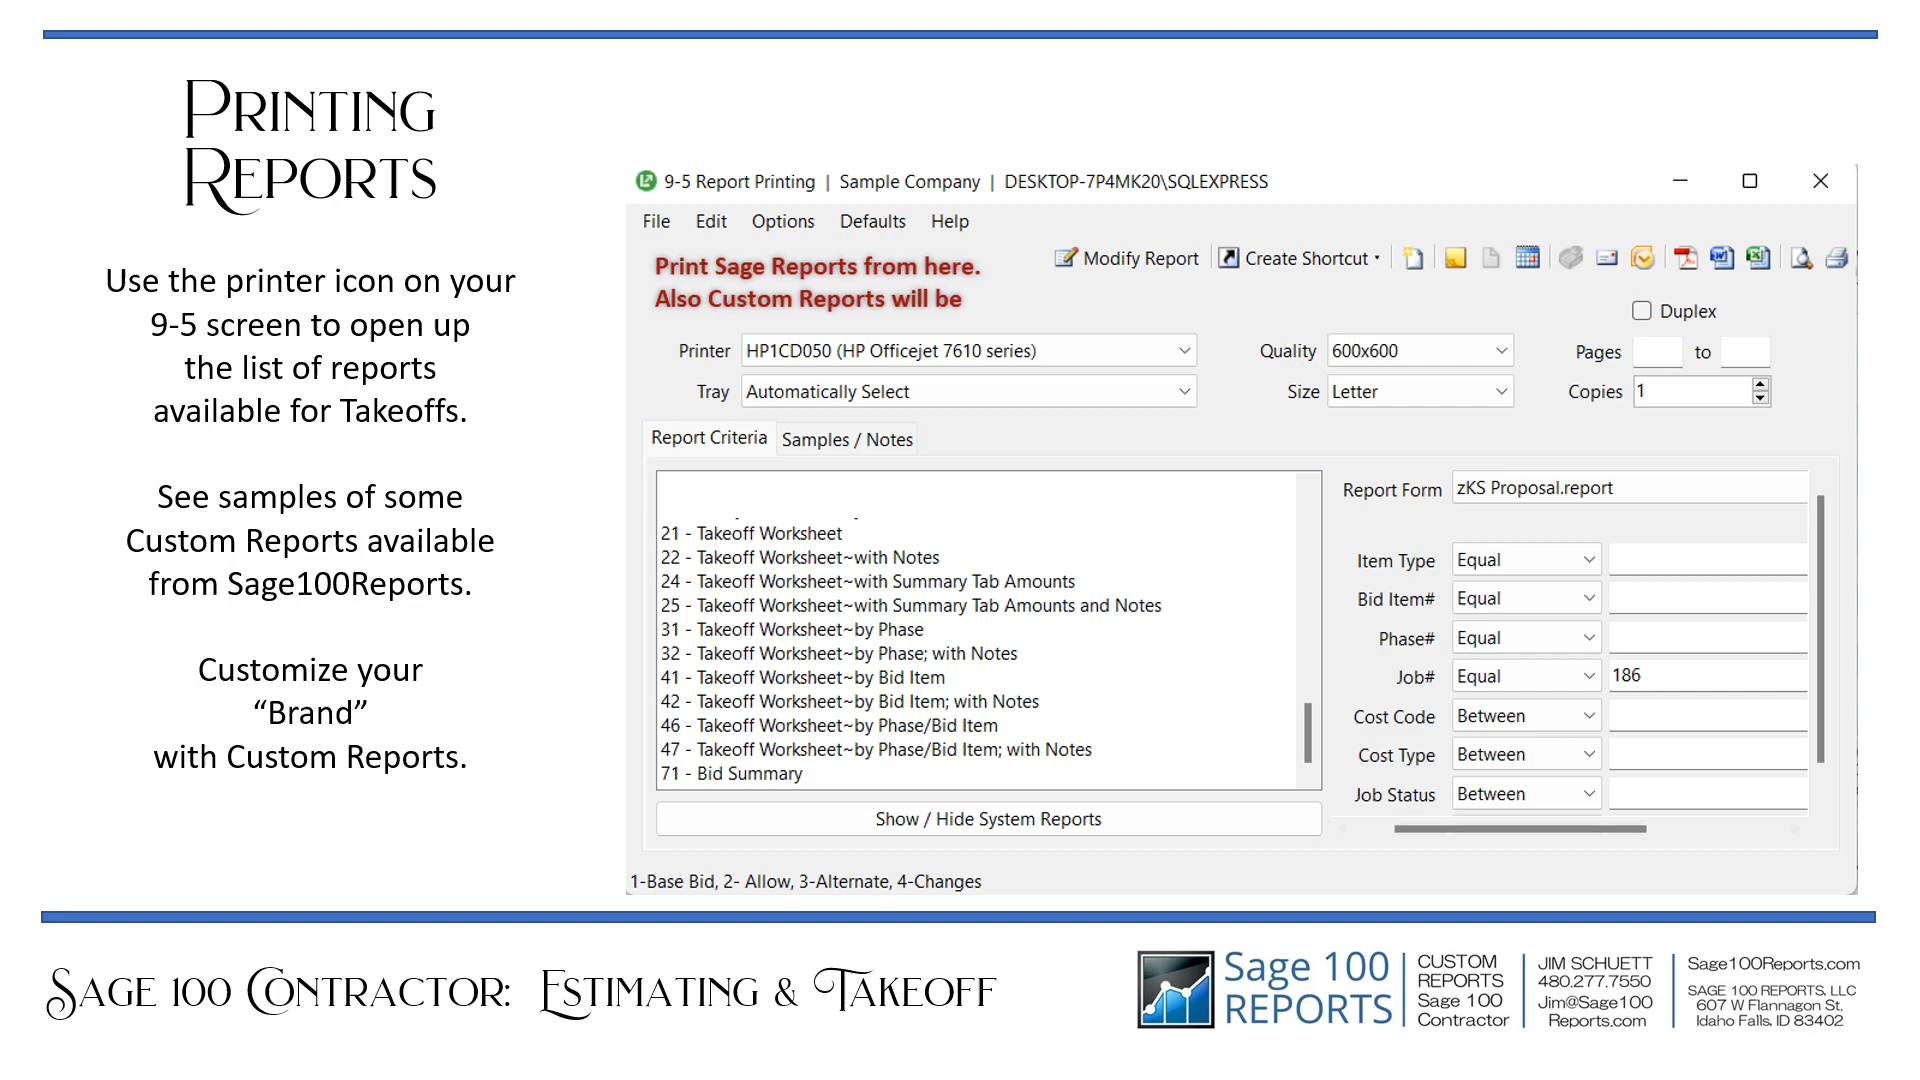 Printing
Reports
Use the printer icon on your
9-5 screen to open up
the list of reports
available for Takeoffs.
See samples of some
Custom Reports available
from Sage100Reports.
Customize your
“Brand”
with Custom Reports.
9-5 Report Printing | Sample Company | DESKTOP-7P4MK20\SQLEXPRESS
File Edit Options Defaults Help
Print Sage Reports from here.
Also Custom Reports will be
Modify Report Create Shortcut
Duplex
Printer HP1CD050 (HP Officejet 7610 series) Quality 600x600 Pages to
Tray Automatically Select Size Letter Copies 1
Report Criteria Samples / Notes
21 - Takeoff Worksheet
22 - Takeoff Worksheet~with Notes
24 - Takeoff Worksheet~with Summary Tab Amounts
25 - Takeoff Worksheet~with Summary Tab Amounts and Notes
31 - Takeoff Worksheet~by Phase
32 - Takeoff Worksheet~by Phase; with Notes
41 - Takeoff Worksheet~by Bid Item
42 - Takeoff Worksheet~by Bid Item; with Notes
46 - Takeoff Worksheet~by Phase/Bid Item
47 - Takeoff Worksheet~by Phase/Bid Item; with Notes
71 - Bid Summary
Show / Hide System Reports
Report Form zKS Proposal.report
Item Type Equal
Bid Item# Equal
Phase# Equal
Job# Equal 186
Cost Code Between
Cost Type Between
Job Status Between
1-Base Bid, 2- Allow, 3-Alternate, 4-Changes
Sage 100 Contractor: Estimating & Takeoff
Sage 100
REPORTS
CUSTOM
REPORTS
Sage 100
Contractor
JIM SCHUETT
480.277.7550
Jim@Sage100
Reports.com
Sage100Reports.com
SAGE 100 REPORTS, LLC
607 W Flannagon St,
Idaho Falls, ID 83402